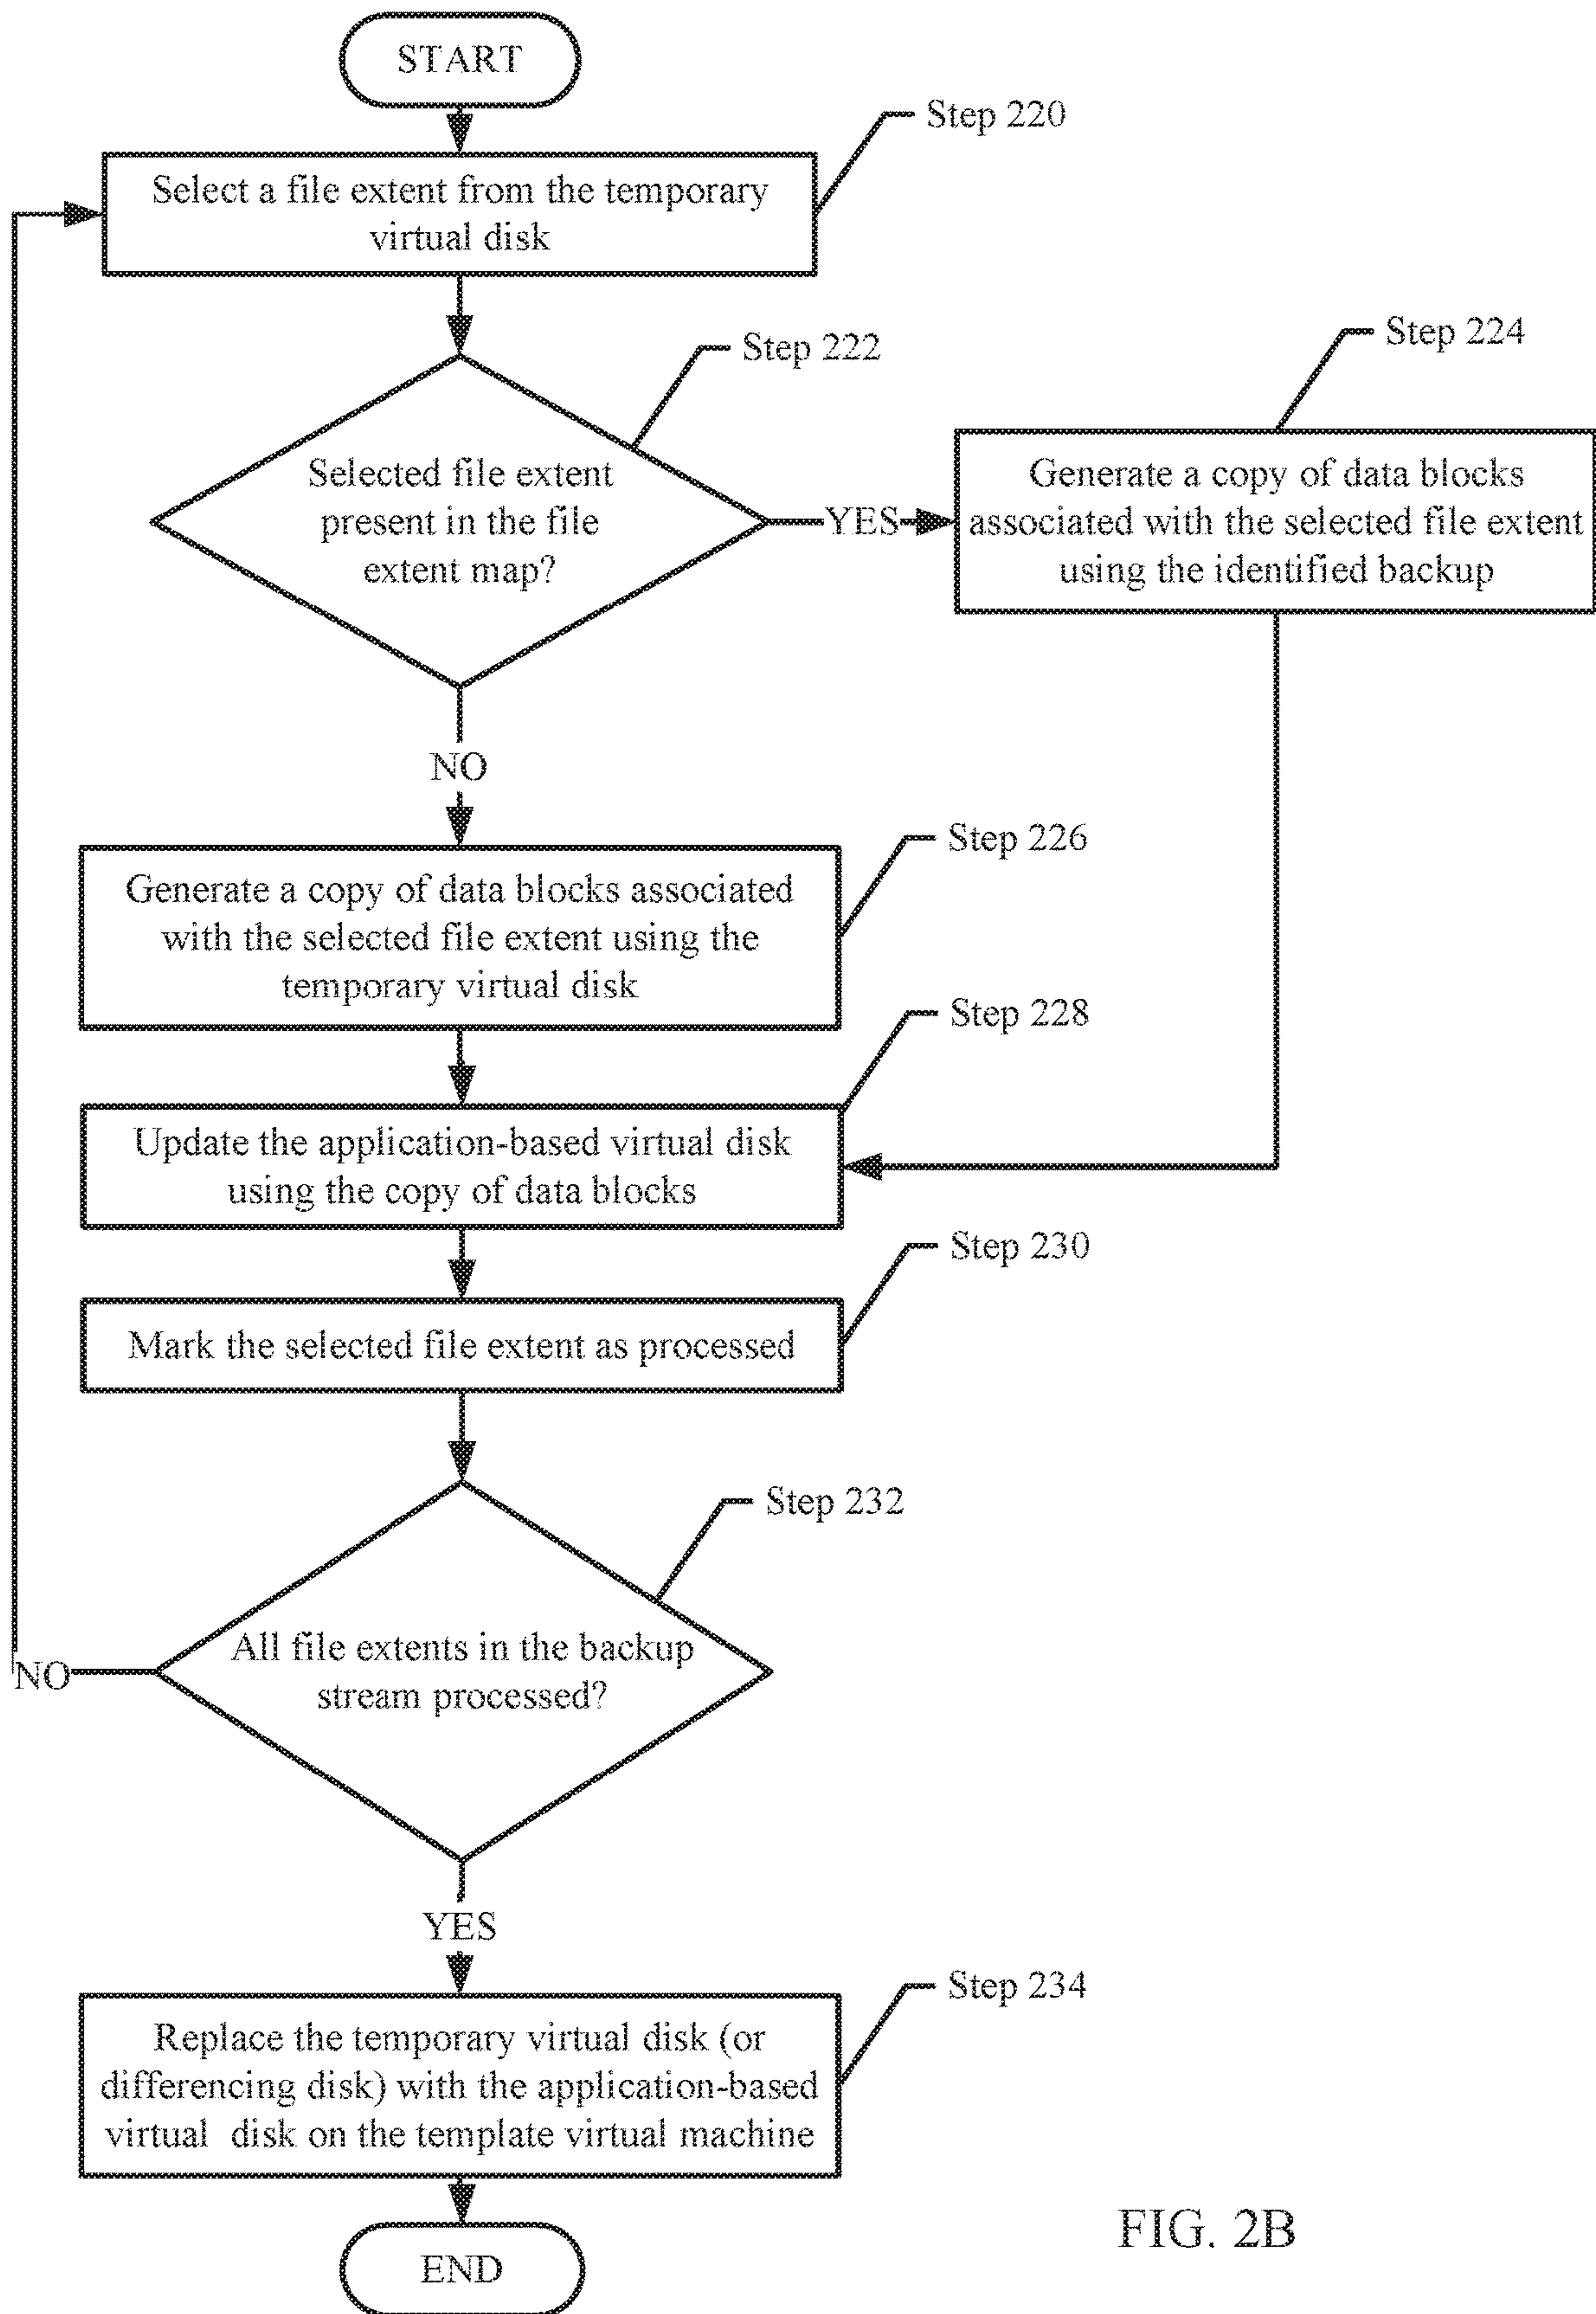 START
Step 220
Select a file extent from the temporary
virtual disk
Step 222
Selected file extent
present in the file
extent map?
YES
Step 224
Generate a copy of data blocks
associated with the selected file extent
using the identified backup
NO
Step 226
Generate a copy of data blocks associated
with the selected file extent using the
temporary virtual disk
Step 228
Update the application-based virtual disk
using the copy of data blocks
Step 230
Mark the selected file extent as processed
Step 232
All file extents in the backup
stream processed?
NO
YES
Step 234
Replace the temporary virtual disk (or
differencing disk) with the application-based
virtual disk on the template virtual machine
END
FIG. 2B